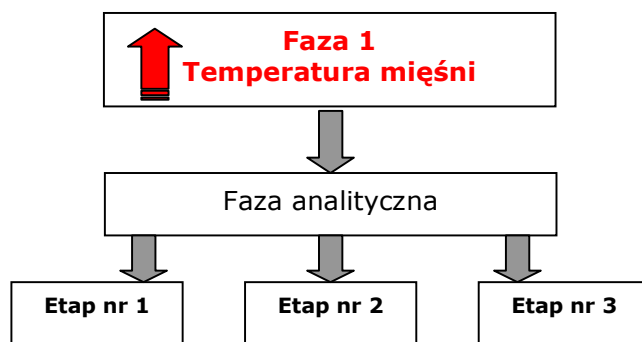 Faza 1
Temperatura mięśni
Faza analityczna
Etap nr 1
Etap nr 2
Etap nr 3